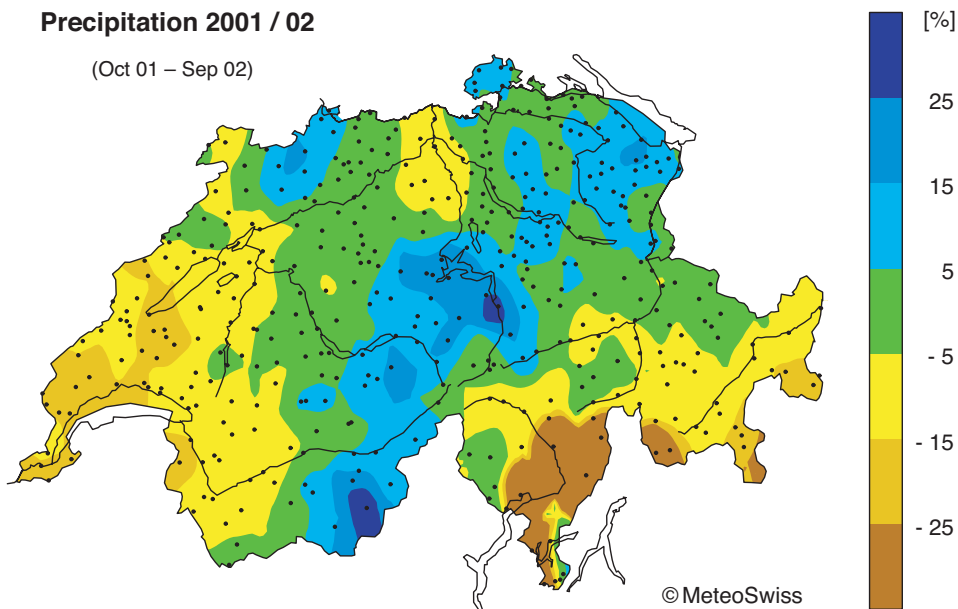 Precipitation 2001 / 02
(Oct 01 – Sep 02)
[%]
25
15
5
- 5
- 15
- 25
© MeteoSwiss